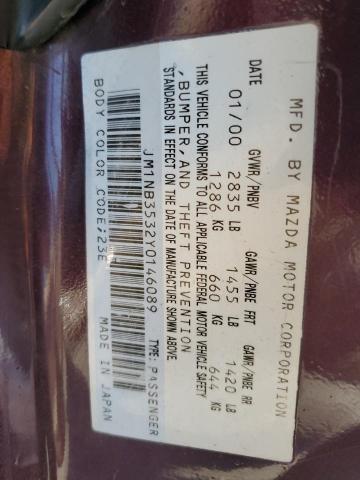 MFD. BY MAZDA MOTOR CORPORATION
DATE GVWR/PNBV GAWR/PNBE FRT GAWR/PNBE RR
01/00 2835 LB 1455 LB 1420 LB
1286 KG 660 KG 644 KG
THIS VEHICLE CONFORMS TO ALL APPLICABLE FEDERAL MOTOR VEHICLE SAFETY
,BUMPER,AND THEFT PREVENTION
STANDARDS IN EFFECT ON THE DATE OF MANUFACTURE SHOWN ABOVE.
JM1NB3532Y0146089 TYPE:PASSENGER
BODY COLOR CODE:23E MADE IN JAPAN